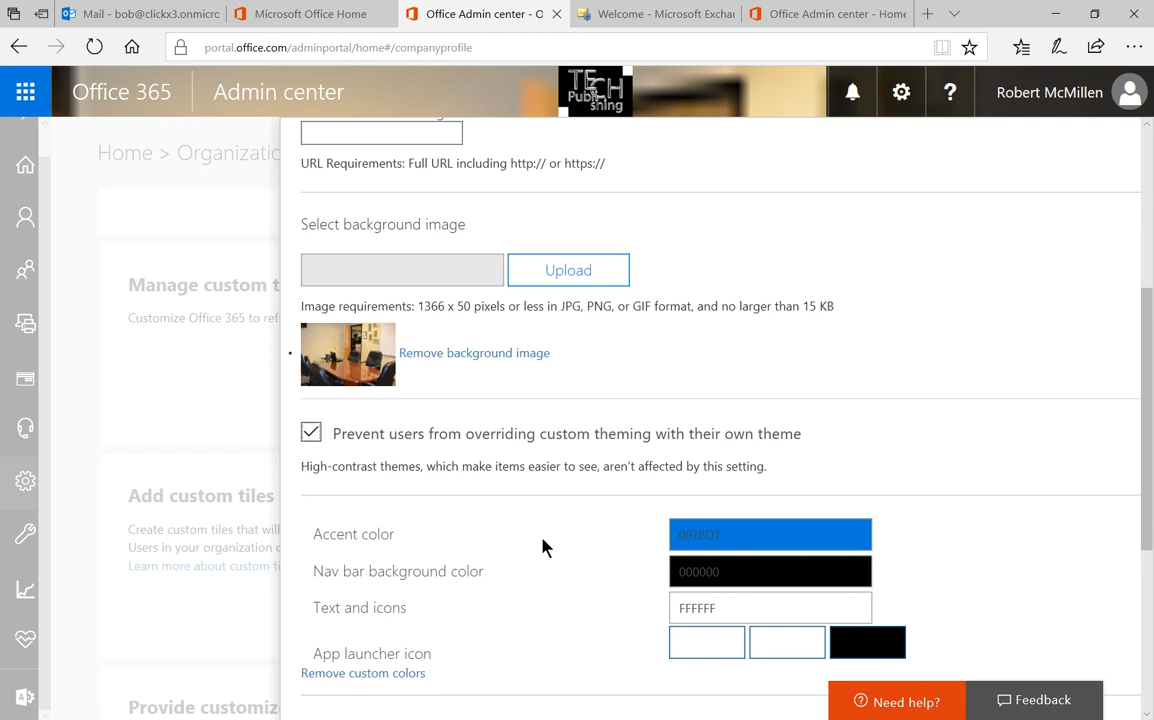 Mail - bob@clickx3.onmicrc
Microsoft Office Home
Office Admin center - O
Welcome - Microsoft Exchan
Office Admin center - Home
portal.office.com/adminportal/home#/companyprofile
Office 365
Admin center
TECH
Publishing
Robert McMillen
Home > Organizatio
URL Requirements: Full URL including http:// or https://
Select background image
Upload
Manage custom t
Customize Office 365 to ref
Image requirements: 1366 x 50 pixels or less in JPG, PNG, or GIF format, and no larger than 15 KB
Remove background image
Prevent users from overriding custom theming with their own theme
High-contrast themes, which make items easier to see, aren't affected by this setting.
Add custom tiles
Create custom tiles that will
Users in your organization c
Learn more about custom ti
Accent color
0078D7
Nav bar background color
000000
Text and icons
FFFFFF
App launcher icon
Remove custom colors
Provide customize
Need help?
Feedback